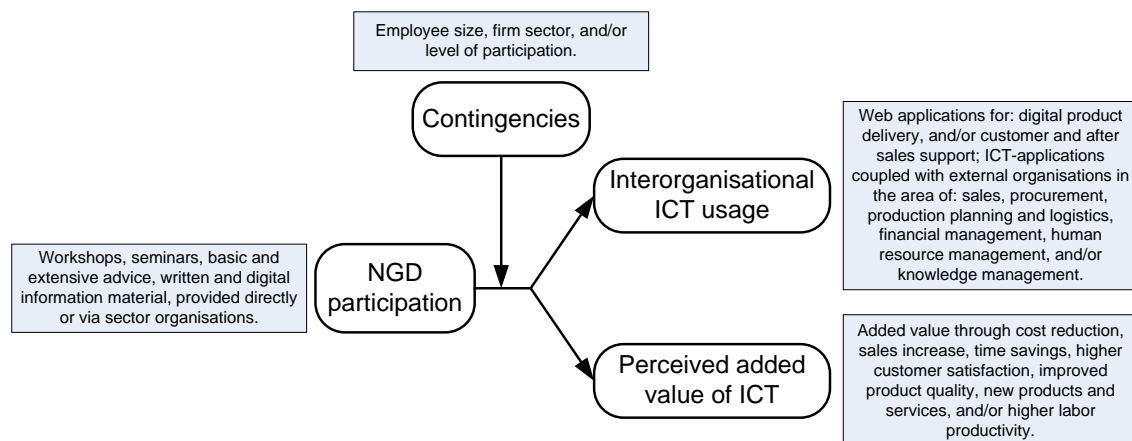 Employee size, firm sector, and/or
level of participation.
Contingencies
Web applications for: digital product
delivery, and/or customer and after
sales support; ICT-applications
coupled with external organisations in
the area of: sales, procurement,
production planning and logistics,
financial management, human
resource management, and/or
knowledge management.
Interorganisational
ICT usage
Workshops, seminars, basic and
extensive advice, written and digital
information material, provided directly
or via sector organisations.
NGD
participation
Perceived added
value of ICT
Added value through cost reduction,
sales increase, time savings, higher
customer satisfaction, improved
product quality, new products and
services, and/or higher labor
productivity.